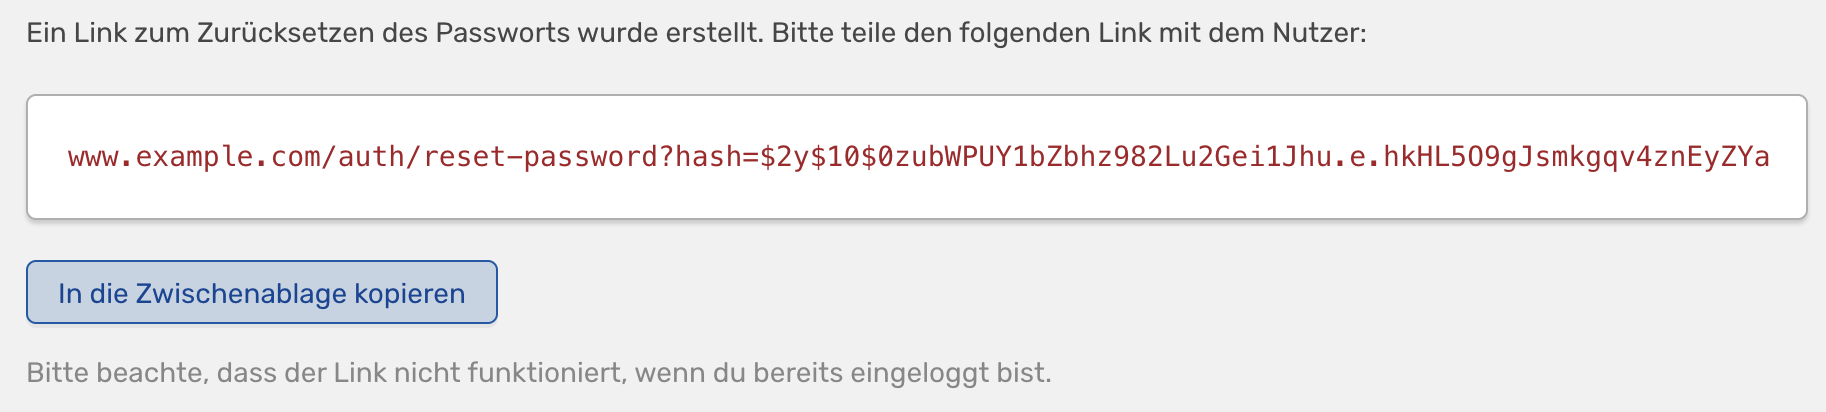 Ein Link zum Zurücksetzen des Passworts wurde erstellt. Bitte teile den folgenden Link mit dem Nutzer:
www.example.com/auth/reset-password?hash=$2y$10$0zubWPUY1bZbhz982Lu2Gei1Jhu.e.hkHL5O9gJsmkgqv4znEyZYa
In die Zwischenablage kopieren
Bitte beachte, dass der Link nicht funktioniert, wenn du bereits eingeloggt bist.